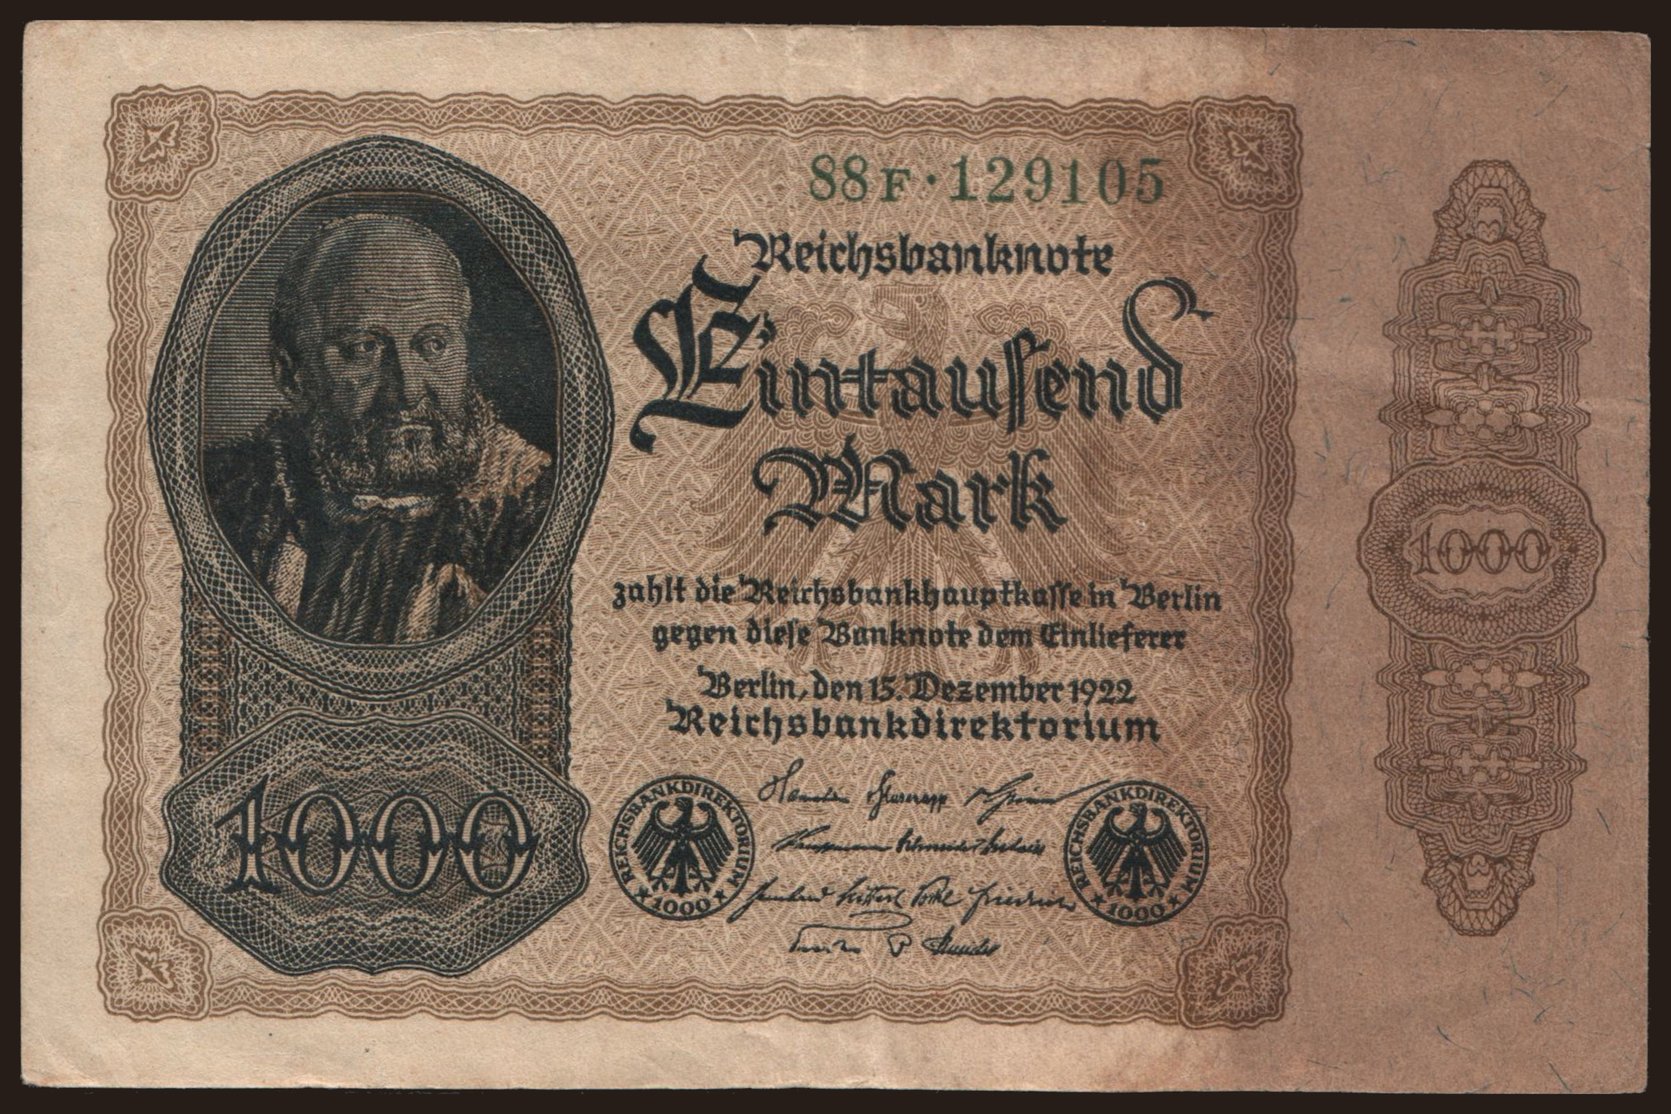 88F·129105
Reichsbanknote
Eintauſend
Mark
zahlt die Reichsbankhauptkaſſe in Berlin
gegen dieſe Banknote dem Einlieferer
Berlin, den 15. Dezember 1922
Reichsbankdirektorium
1000
1000
REICHSBANKDIREKTORIUM
★1000★
REICHSBANKDIREKTORIUM
★1000★